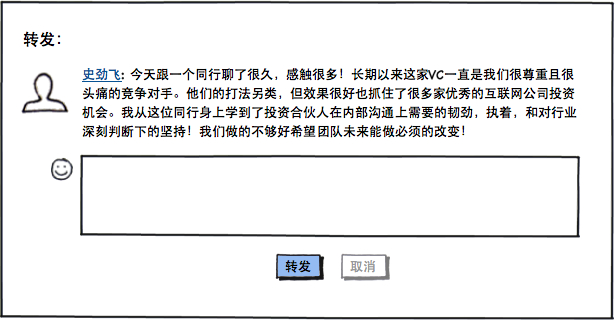 转发：
史劲飞: 今天跟一个同行聊了很久，感触很多！长期以来这家VC一直是我们很尊重且很
头痛的竞争对手。他们的打法另类，但效果很好也抓住了很多家优秀的互联网公司投资
机会。我从这位同行身上学到了投资合伙人在内部沟通上需要的韧劲，执着，和对行业
深刻判断下的坚持！我们做的不够好希望团队未来能做必须的改变！
转发 取消